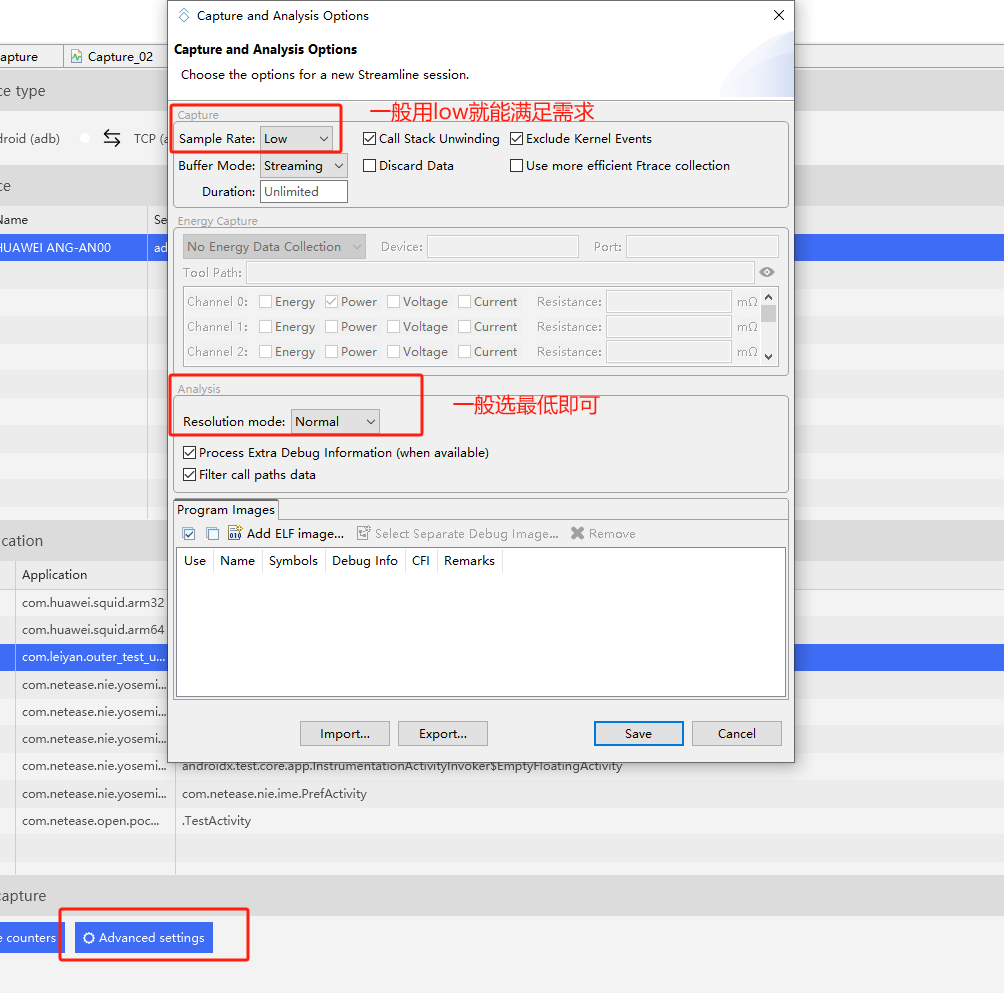 Capture and Analysis Options
Capture and Analysis Options
Choose the options for a new Streamline session.
apture
Capture_02
ce type
droid (adb)
TCP (a
ce
Name
Se
HUAWEI ANG-AN00
ad
Capture
一般用low就能满足需求
Sample Rate: Low
Call Stack Unwinding
Exclude Kernel Events
Buffer Mode: Streaming
Discard Data
Use more efficient Ftrace collection
Duration: Unlimited
Energy Capture
No Energy Data Collection
Device:
Port:
Tool Path:
Channel 0: Energy Power Voltage Current Resistance: mΩ
Channel 1: Energy Power Voltage Current Resistance: mΩ
Channel 2: Energy Power Voltage Current Resistance: mΩ
Analysis
一般选最低即可
Resolution mode: Normal
Process Extra Debug Information (when available)
Filter call paths data
Program Images
Add ELF image...
Select Separate Debug Image...
Remove
Use Name Symbols Debug Info CFI Remarks
Import...
Export...
Save
Cancel
cation
Application
com.huawei.squid.arm32
com.huawei.squid.arm64
com.leiyan.outer_test_u...
com.netease.nie.yosemi...
com.netease.nie.yosemi...
com.netease.nie.yosemi...
com.netease.nie.yosemi...
androidx.test.core.app.InstrumentationActivityInvoker$EmptyFloatingActivity
com.netease.nie.yosemi...
com.netease.nie.ime.PrefActivity
com.netease.open.poc...
.TestActivity
capture
e counters
Advanced settings